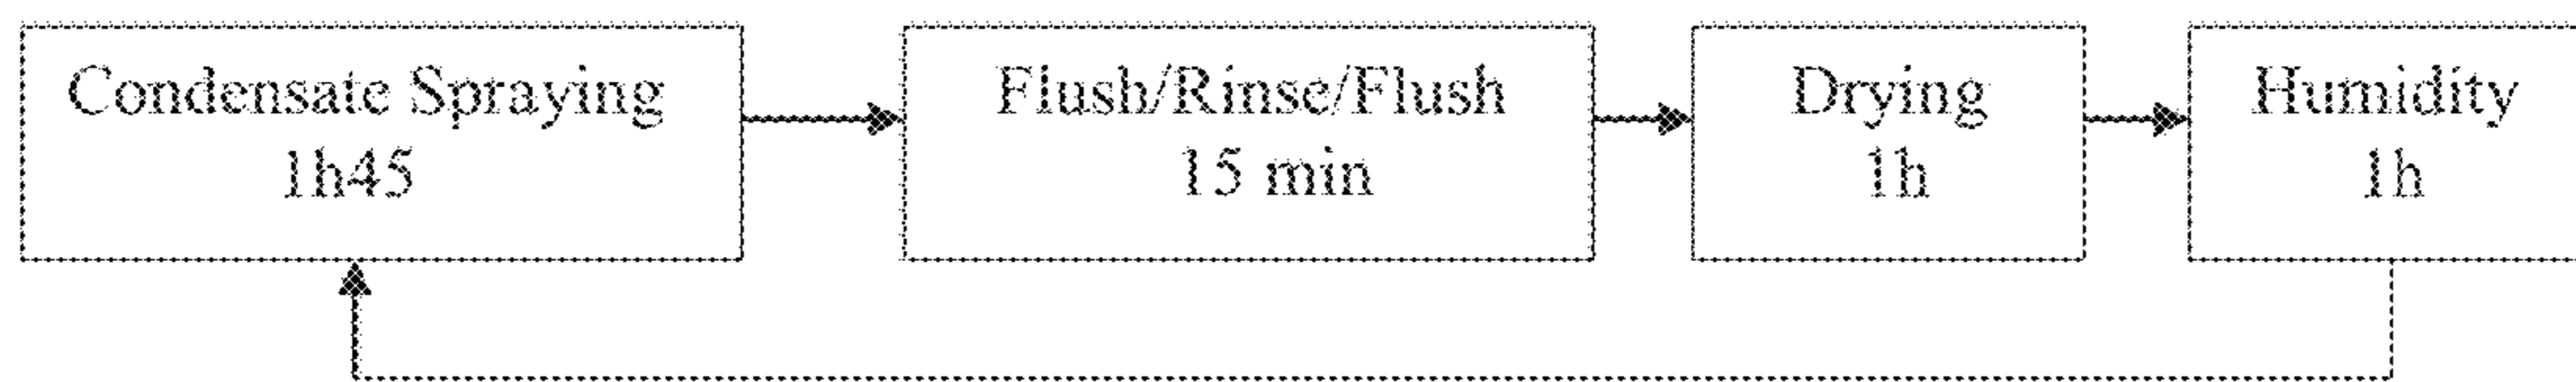 Condensate Spraying
1h45
Flush/Rinse/Flush
15 min
Drying
1h
Humidity
1h